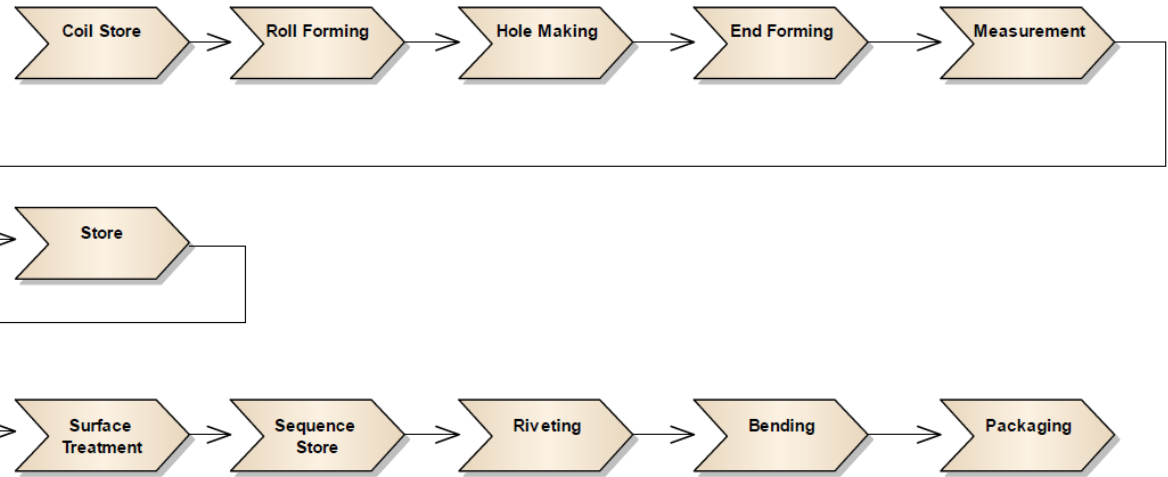 Coil Store
Roll Forming
Hole Making
End Forming
Measurement
Store
Surface
Treatment
Sequence
Store
Riveting
Bending
Packaging